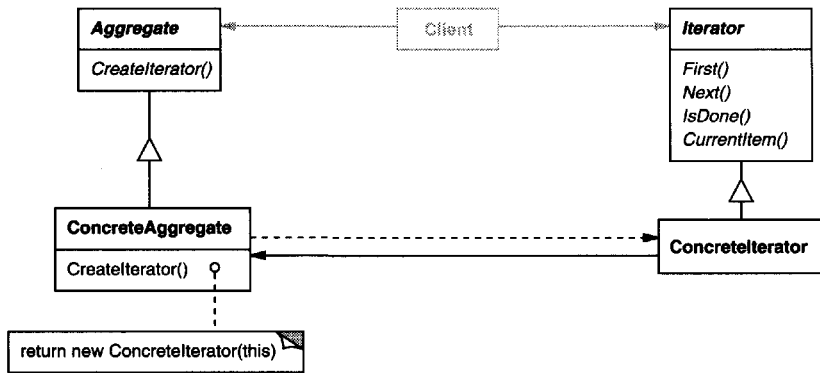 Aggregate
CreateIterator()
Client
Iterator
First()
Next()
IsDone()
CurrentItem()
ConcreteAggregate
CreateIterator()
ConcreteIterator
return new ConcreteIterator(this)